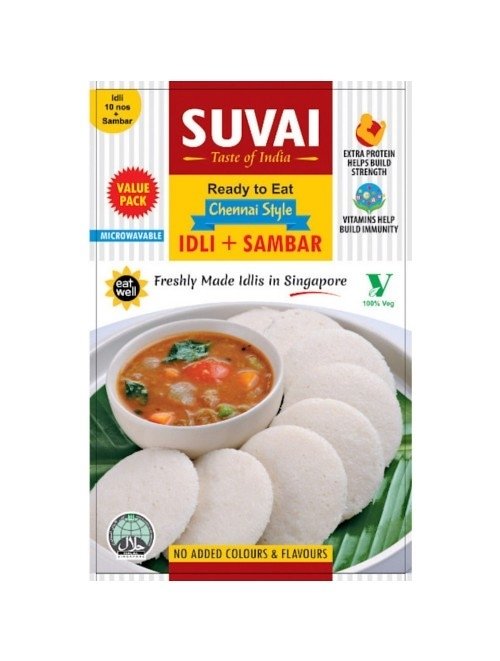 Idli
10 nos
+
Sambar
SUVAI
Taste of India
VALUE
PACK
Ready to Eat
Chennai Style
IDLI + SAMBAR
MICROWAVABLE
EXTRA PROTEIN
HELPS BUILD
STRENGTH
VITAMINS HELP
BUILD IMMUNITY
eat
well
Freshly Made Idlis in Singapore
100% Veg
SINGAPORE
NO ADDED COLOURS & FLAVOURS